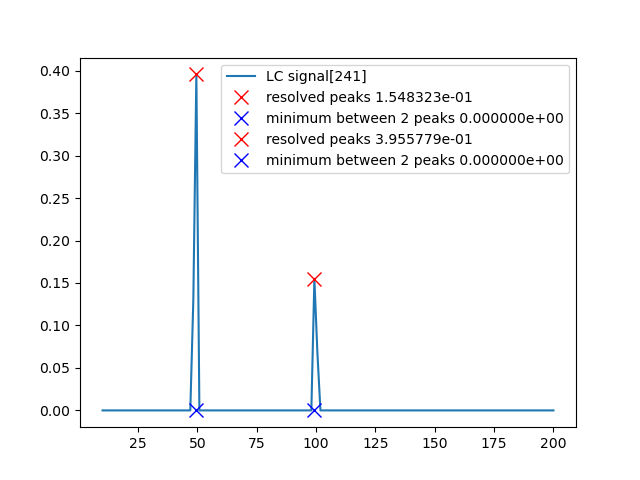 0.40
0.35
0.30
0.25
0.20
0.15
0.10
0.05
0.00
LC signal[241]
resolved peaks 1.548323e-01
minimum between 2 peaks 0.000000e+00
resolved peaks 3.955779e-01
minimum between 2 peaks 0.000000e+00
25 50 75 100 125 150 175 200